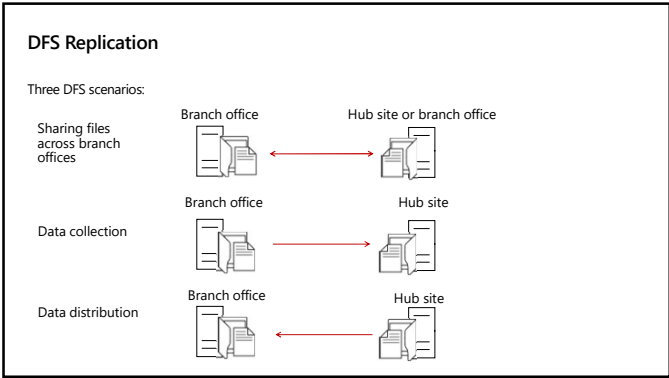 DFS Replication
Three DFS scenarios:
Branch office
Hub site or branch office
Sharing files
across branch
offices
Branch office
Hub site
Data collection
Branch office
Hub site
Data distribution